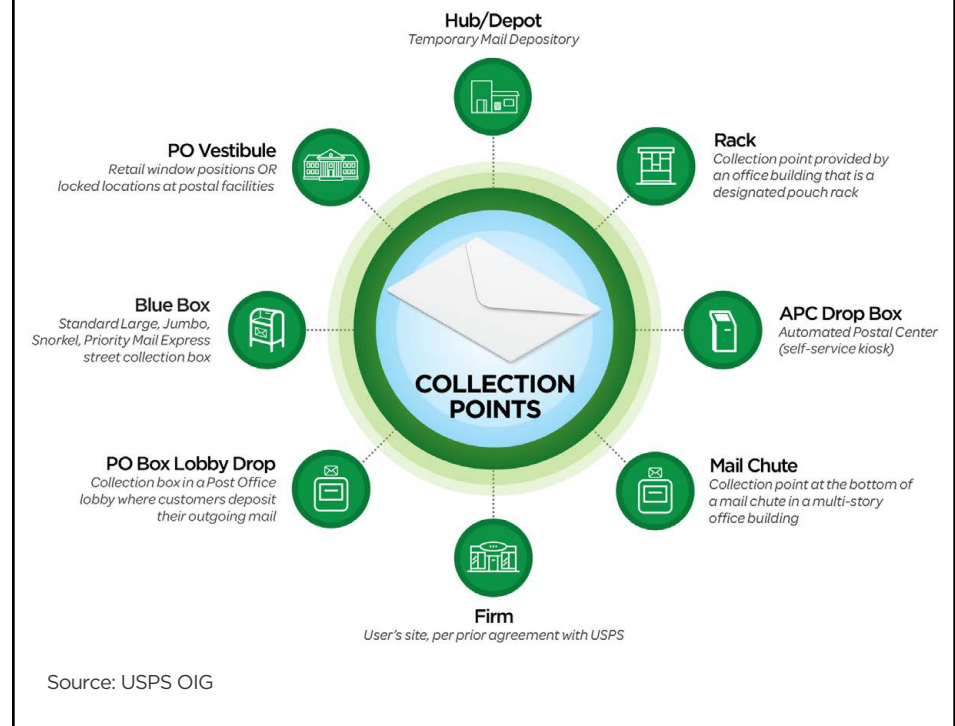 Hub/Depot
Temporary Mail Depository
PO Vestibule
Retail window positions OR
locked locations at postal facilities
Rack
Collection point provided by
an office building that is a
designated pouch rack
Blue Box
Standard Large, Jumbo,
Snorkel, Priority Mail Express
street collection box
APC Drop Box
Automated Postal Center
(self-service kiosk)
COLLECTION
POINTS
PO Box Lobby Drop
Collection box in a Post Office
lobby where customers deposit
their outgoing mail
Mail Chute
Collection point at the bottom of
a mail chute in a multi-story
office building
Firm
User's site, per prior agreement with USPS
Source: USPS OIG